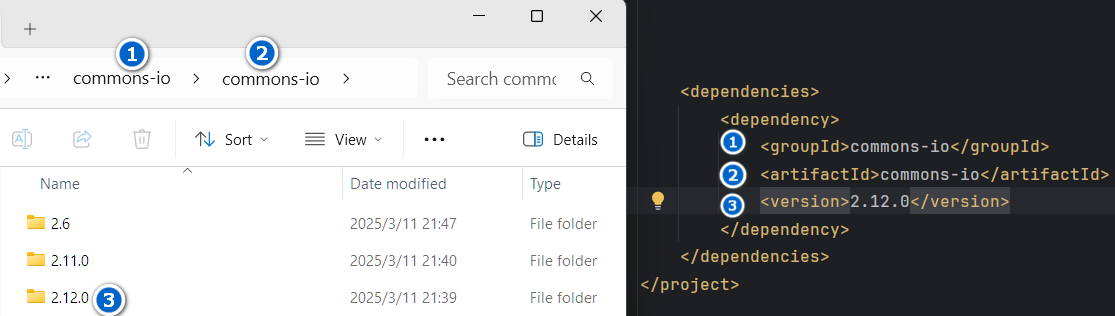 1 2
commons-io > commons-io > Search commo
Sort View Details
Name Date modified Type
2.6 2025/3/11 21:47 File folder
2.11.0 2025/3/11 21:40 File folder
2.12.0 3 2025/3/11 21:39 File folder
<dependencies>
<dependency>
1 <groupId>commons-io</groupId>
2 <artifactId>commons-io</artifactId>
3 <version>2.12.0</version>
</dependency>
</dependencies>
</project>